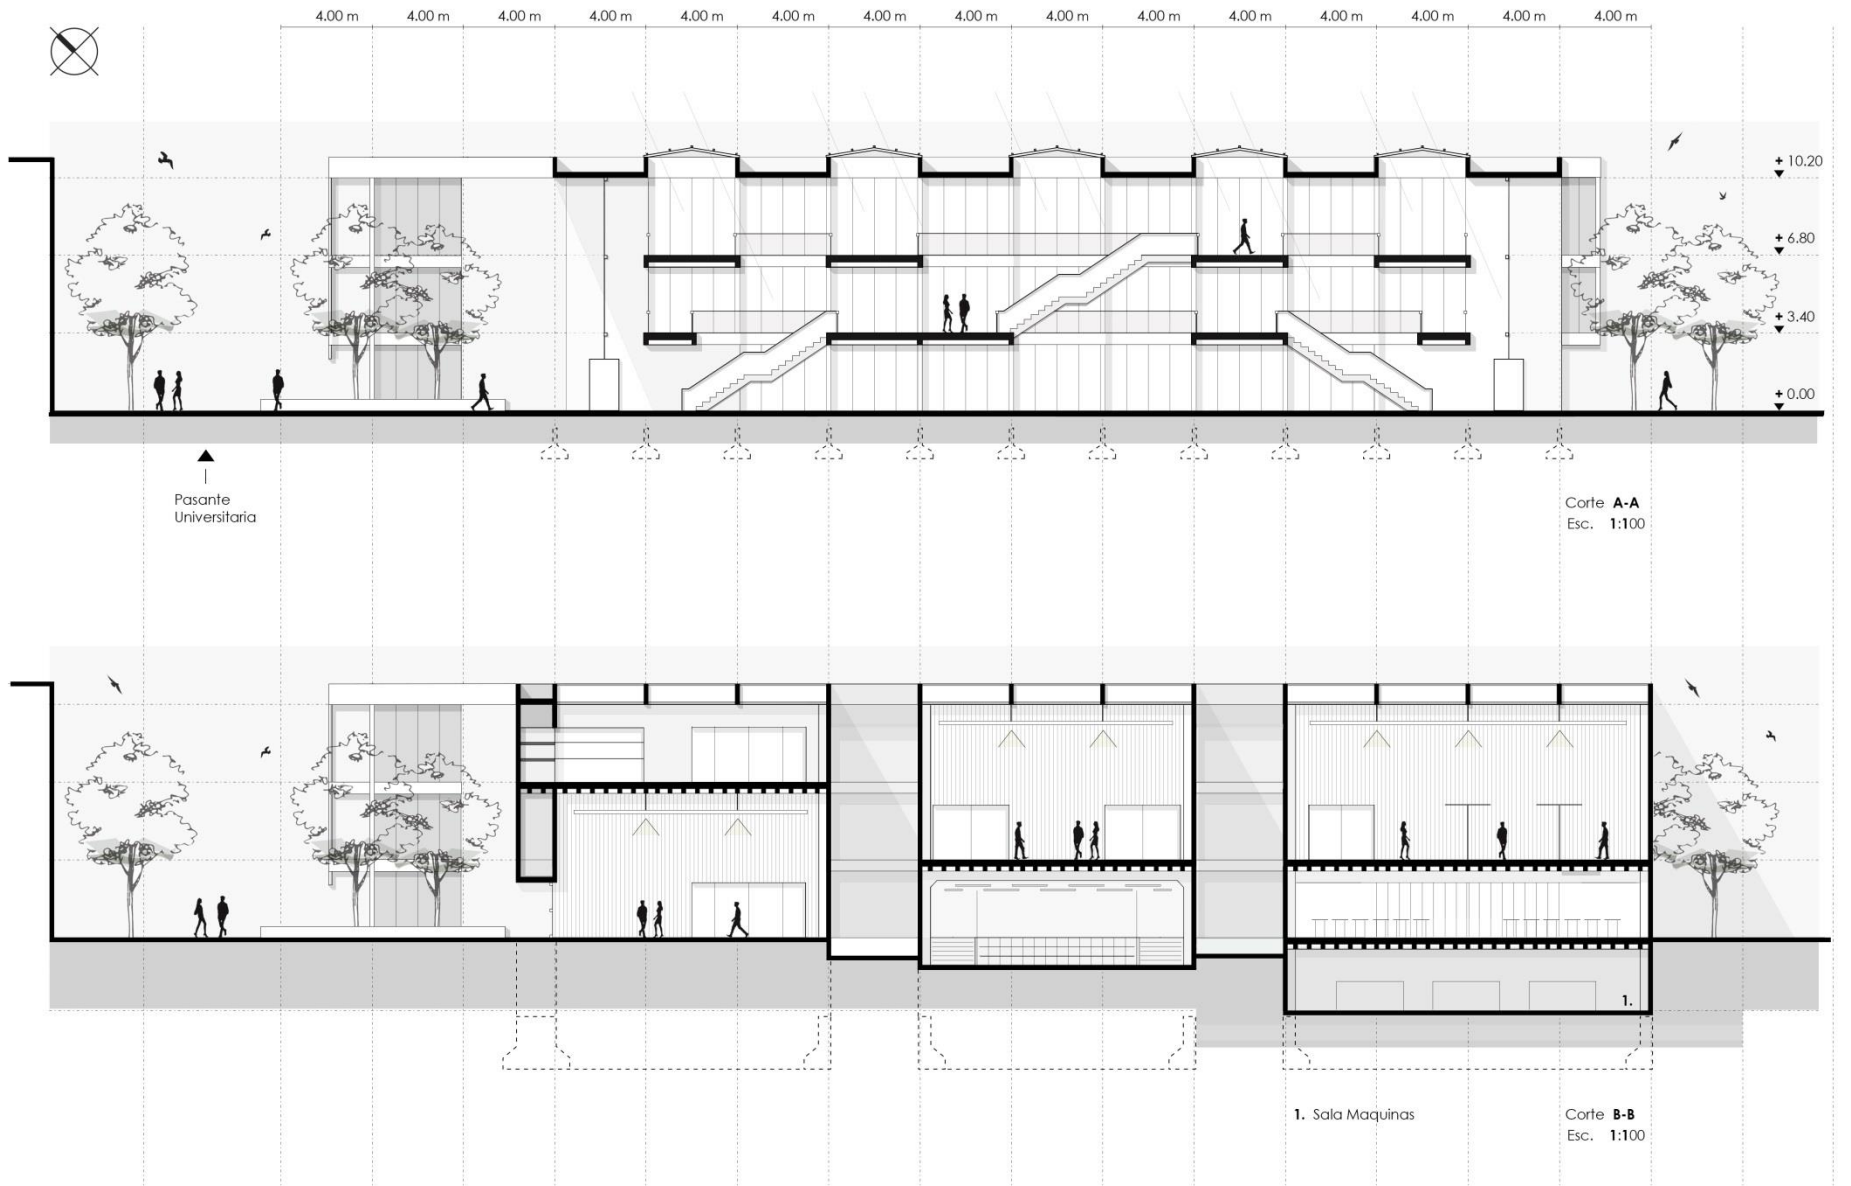 4.00 m 4.00 m 4.00 m 4.00 m 4.00 m 4.00 m 4.00 m 4.00 m 4.00 m 4.00 m 4.00 m 4.00 m 4.00 m 4.00 m 4.00 m
+ 10.20
+ 6.80
+ 3.40
+ 0.00
Pasante
Universitaria
Corte A-A
Esc. 1:100
1.
1. Sala Maquinas
Corte B-B
Esc. 1:100